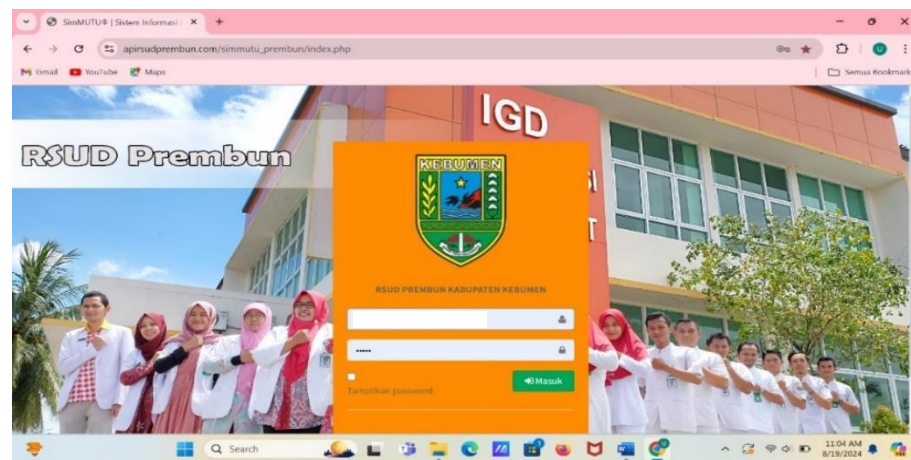 SimMUTU® | Sistem Informasi
apirsudprembun.com/simmutu_prembun/index.php
Gmail
YouTube
Maps
Semua Bookmark
IGD
RSUD Prembun
KEBUMEN
RSUD PREMBUN KABUPATEN KEBUMEN
Tampilkan password
Masuk
Search
11:04 AM
8/19/2024